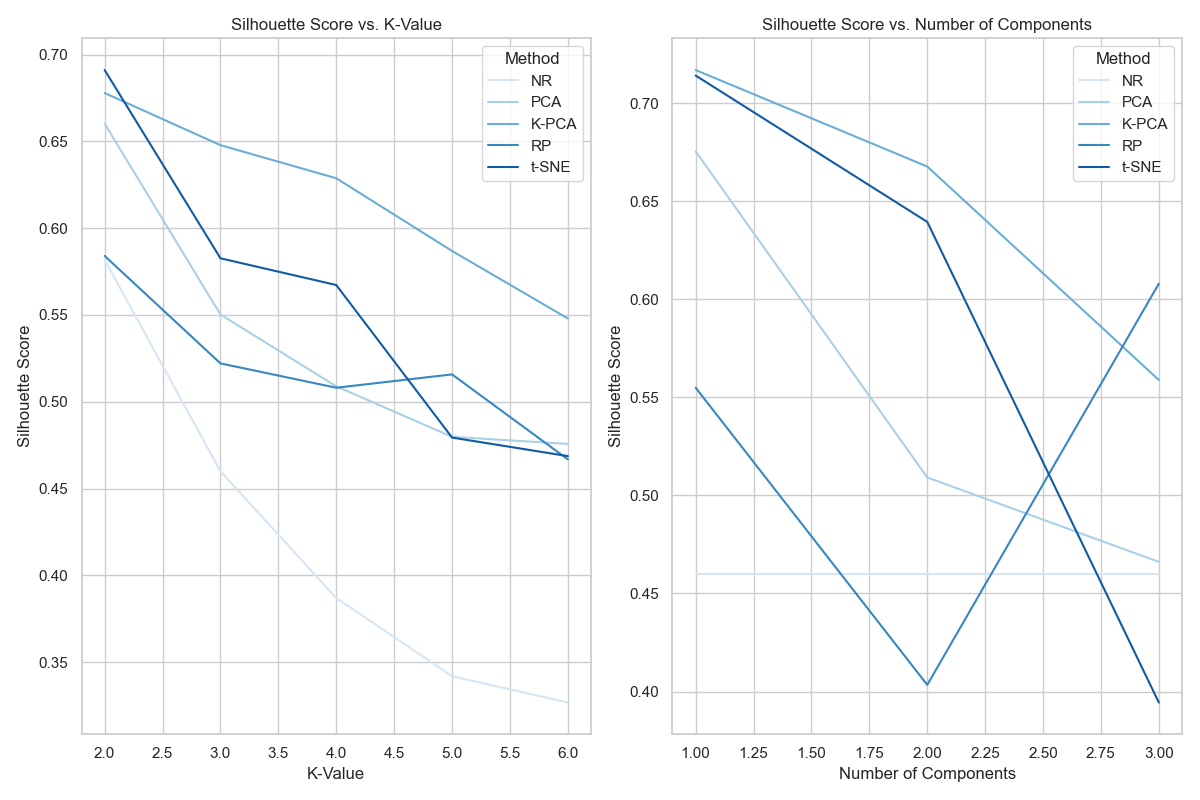 Silhouette Score vs. K-Value
Method
NR
PCA
K-PCA
RP
t-SNE
0.70
0.65
0.60
0.55
0.50
0.45
0.40
0.35
Silhouette Score
2.0 2.5 3.0 3.5 4.0 4.5 5.0 5.5 6.0
K-Value
Silhouette Score vs. Number of Components
Method
NR
PCA
K-PCA
RP
t-SNE
0.70
0.65
0.60
0.55
0.50
0.45
0.40
Silhouette Score
1.00 1.25 1.50 1.75 2.00 2.25 2.50 2.75 3.00
Number of Components